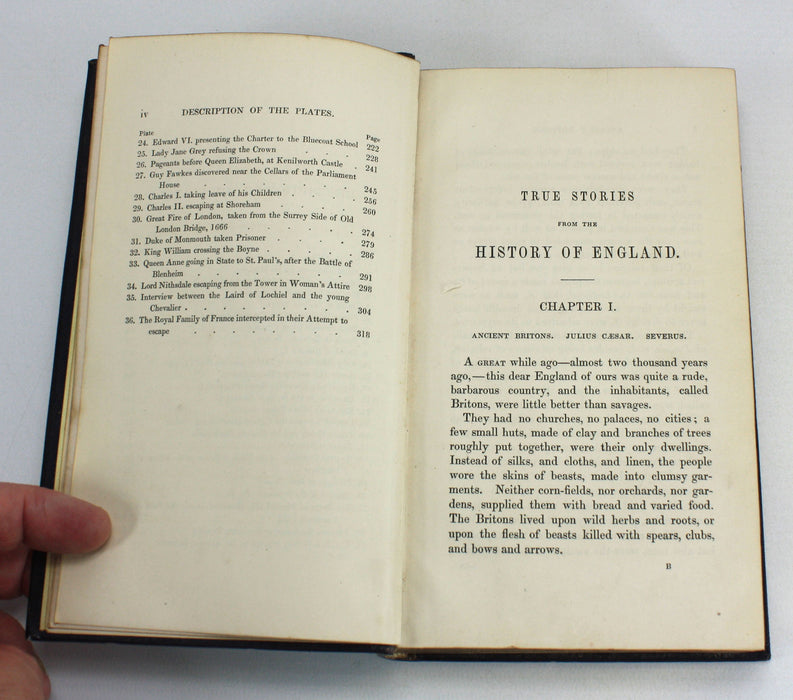 iv DESCRIPTION OF THE PLATES.
Plate Page
24. Edward VI. presenting the Charter to the Bluecoat School 222
25. Lady Jane Grey refusing the Crown . . . . 228
26. Pageants before Queen Elizabeth, at Kenilworth Castle . 241
27. Guy Fawkes discovered near the Cellars of the Parliament
House . . . . . . . . 245
28. Charles I. taking leave of his Children . . . . 256
29. Charles II. escaping at Shoreham . . . . . 260
30. Great Fire of London, taken from the Surrey Side of Old
London Bridge, 1666 . . . . . . 274
31. Duke of Monmouth taken Prisoner . . . . . 279
32. King William crossing the Boyne . . . . . 286
33. Queen Anne going in State to St. Paul's, after the Battle of
Blenheim . . . . . . . . 291
34. Lord Nithsdale escaping from the Tower in Woman's Attire 298
35. Interview between the Laird of Lochiel and the young
Chevalier . . . . . . . . . 304
36. The Royal Family of France intercepted in their Attempt to
escape . . . . . . . . . 318
TRUE STORIES
FROM THE
HISTORY OF ENGLAND.
CHAPTER I.
ANCIENT BRITONS. JULIUS CÆSAR. SEVERUS.
A GREAT while ago—almost two thousand years
ago,—this dear England of ours was quite a rude,
barbarous country, and the inhabitants, called
Britons, were little better than savages.
They had no churches, no palaces, no cities; a
few small huts, made of clay and branches of trees
roughly put together, were their only dwellings.
Instead of silks, and cloths, and linen, the people
wore the skins of beasts, made into clumsy gar-
ments. Neither corn-fields, nor orchards, nor gar-
dens, supplied them with bread and varied food.
The Britons lived upon wild herbs and roots, or
upon the flesh of beasts killed with spears, clubs,
and bows and arrows.
B